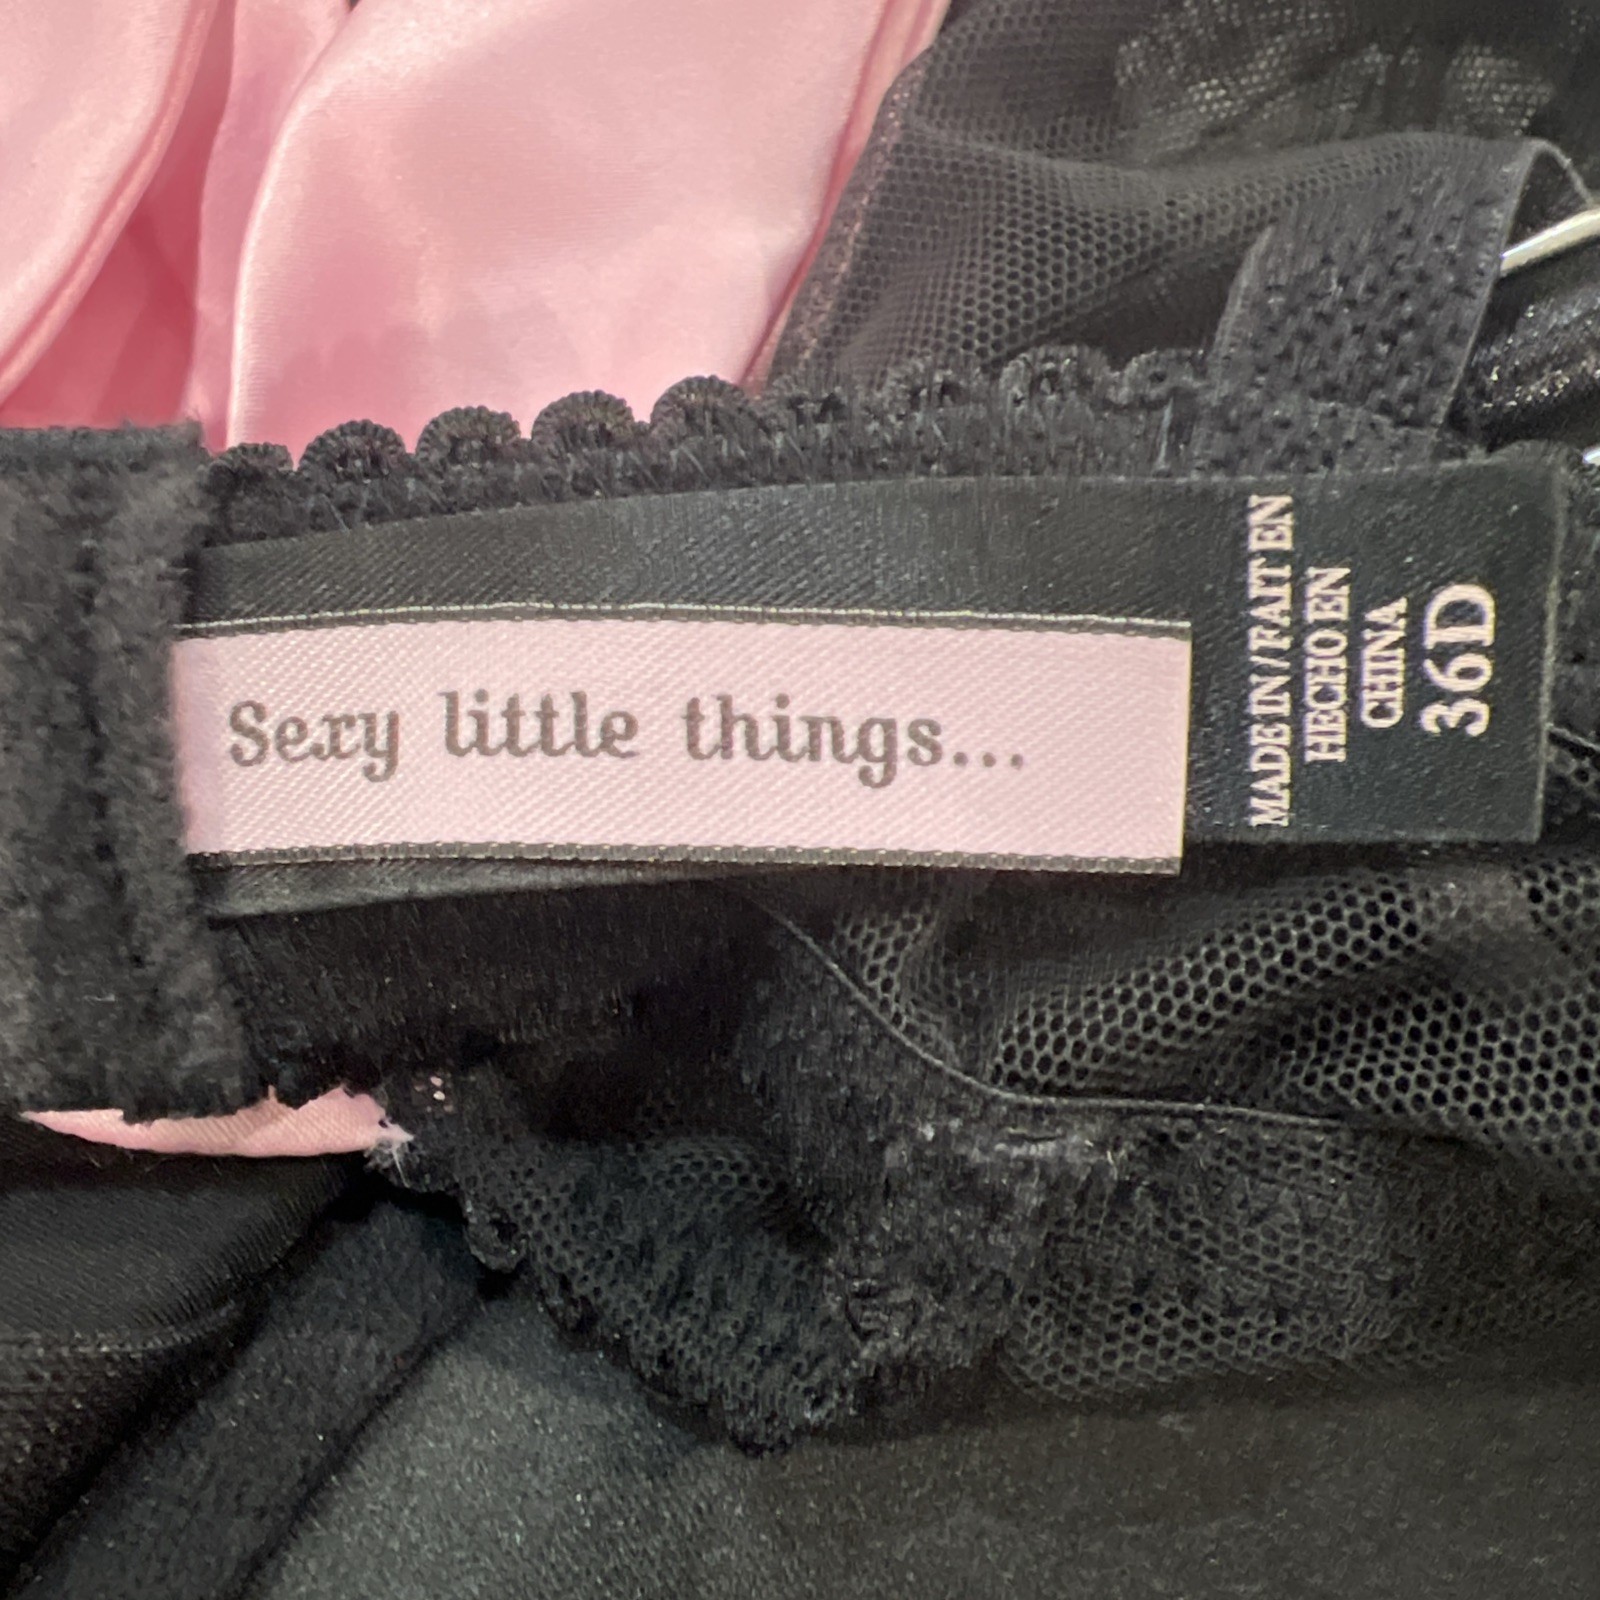 Sexy little things...
MADE IN / FAIT EN
HECHO EN
CHINA
36D